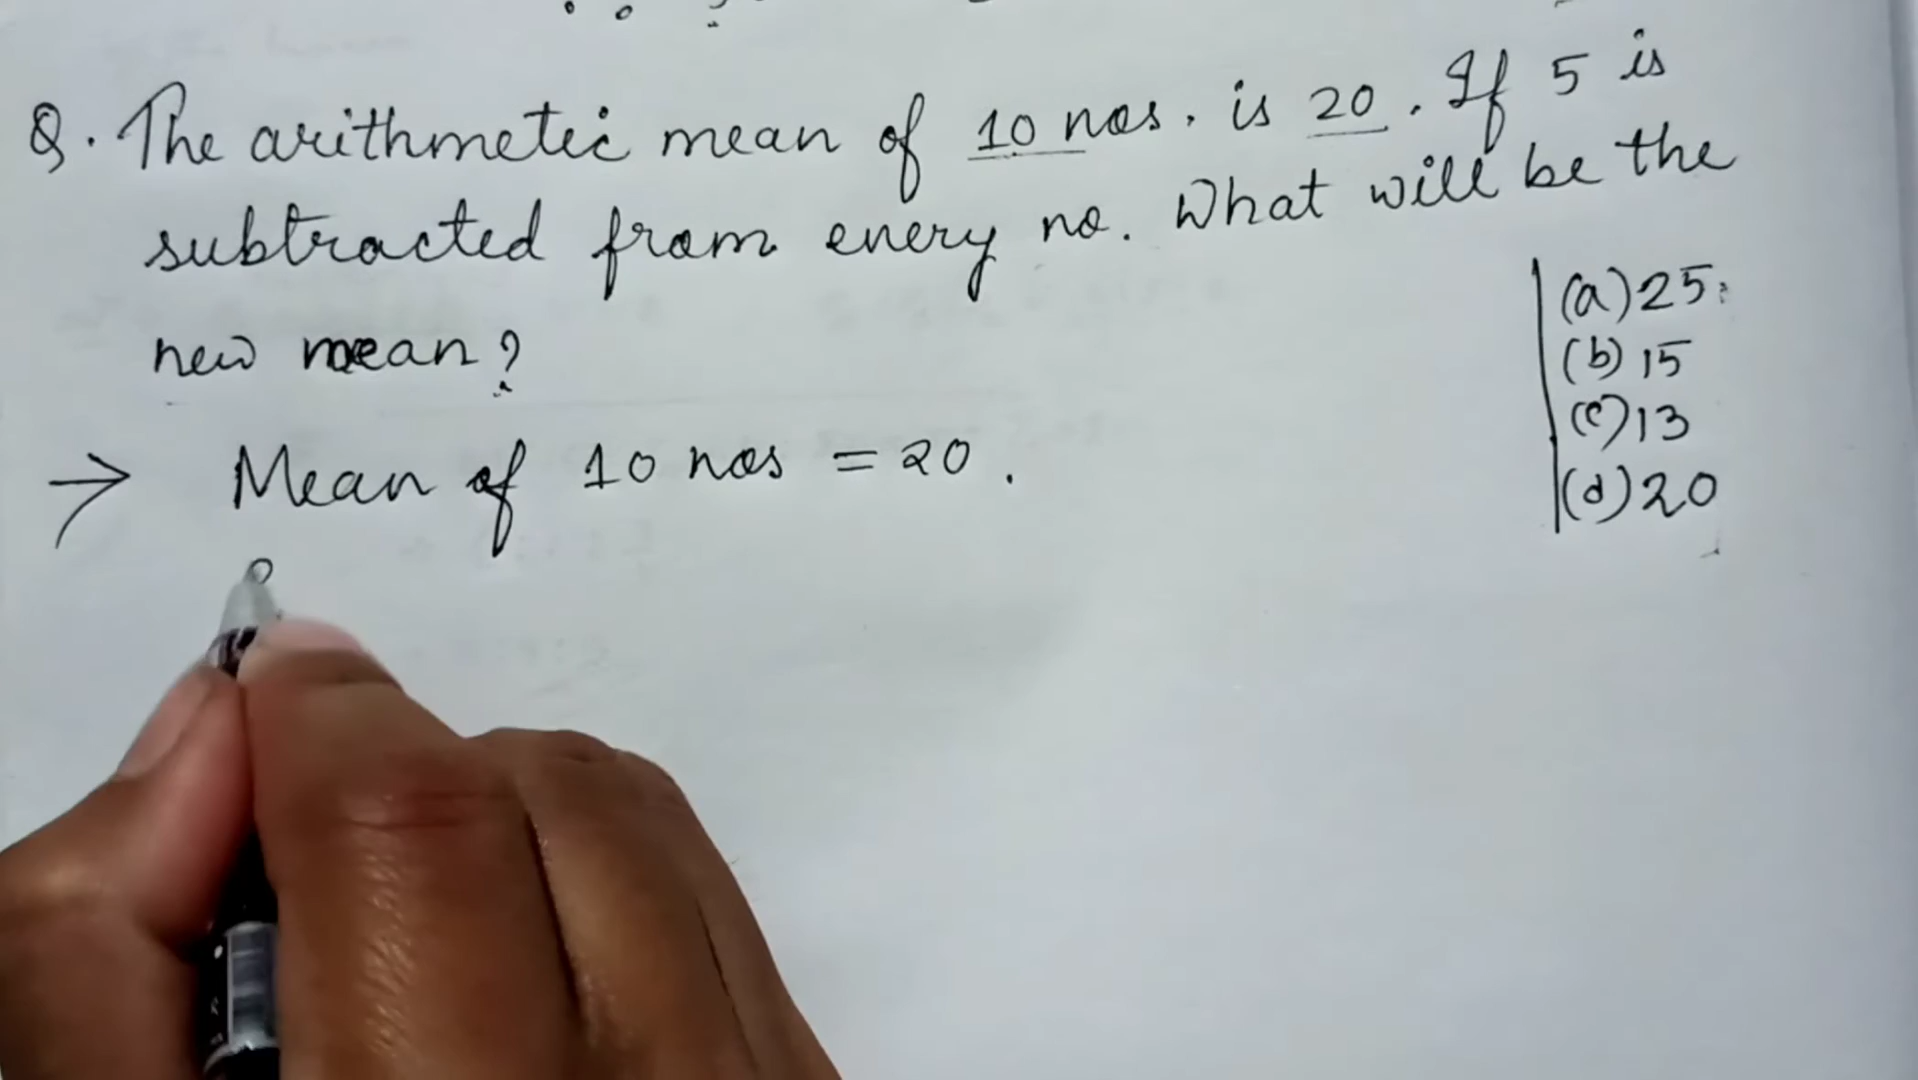 Q. The arithmetic mean of 10 nos. is 20. If 5 is
subtracted from every no. What will be the
new mean?
(a) 25.
(b) 15
(c) 13
(d) 20
→ Mean of 10 nos = 20.